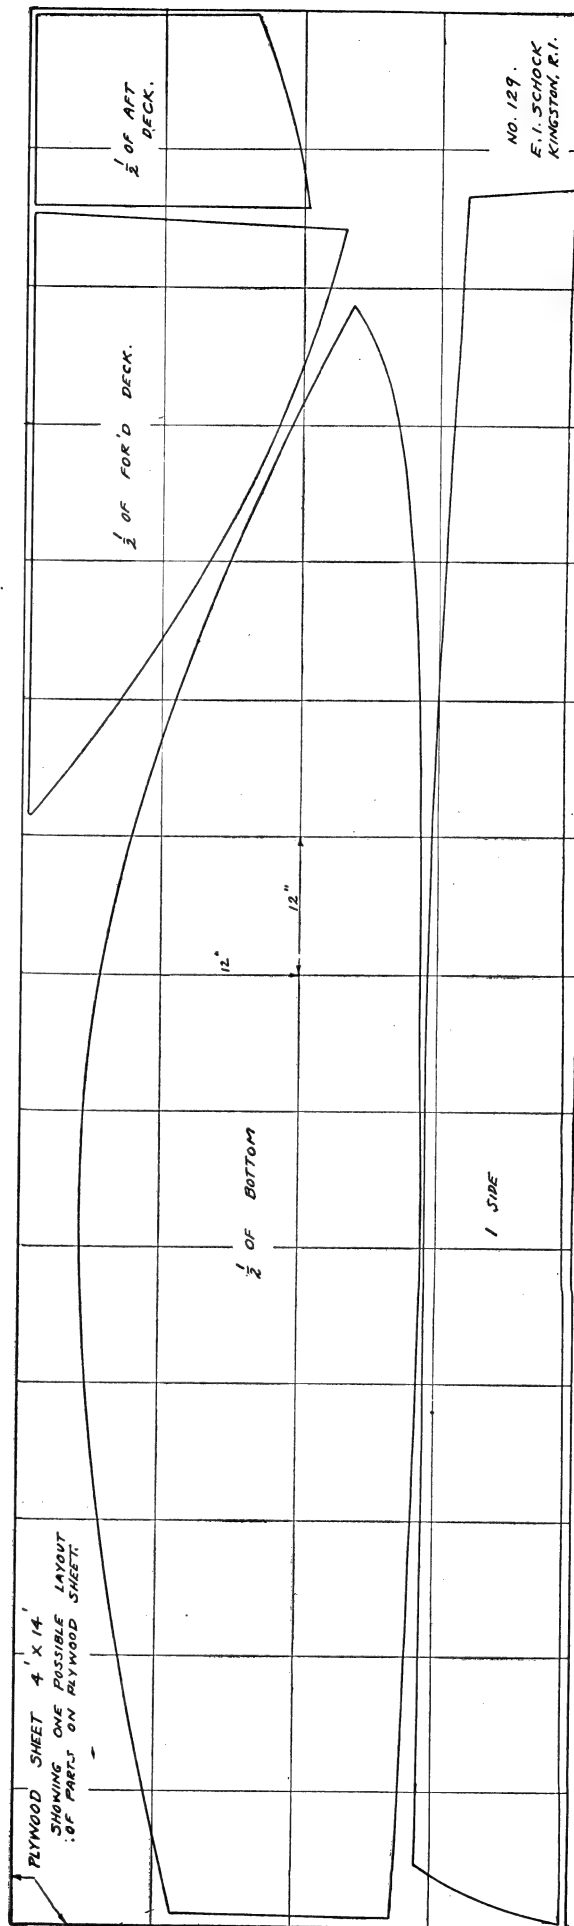 PLYWOOD SHEET 4' X 14'
SHOWING ONE POSSIBLE LAYOUT
OF PARTS ON PLYWOOD SHEET.
1/2 OF BOTTOM
12"
12"
1 SIDE
1/2 OF FOR'D DECK.
1/2 OF AFT
DECK.
NO. 129.
E. I. SCHOCK
KINGSTON, R.I.